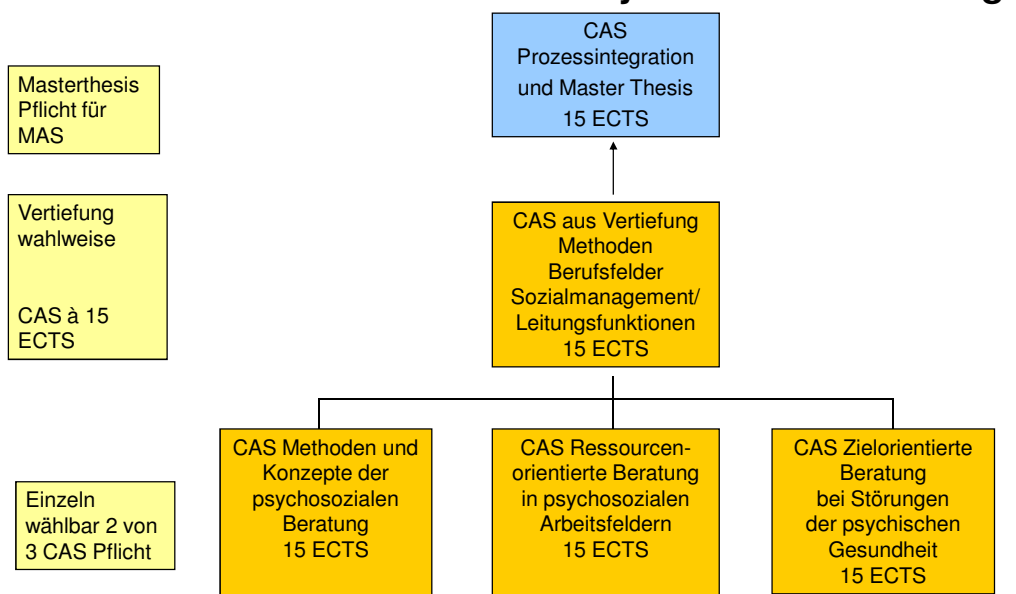 CAS
Prozessintegration
und Master Thesis
15 ECTS
Masterthesis
Pflicht für
MAS
Vertiefung
wahlweise
CAS à 15
ECTS
CAS aus Vertiefung
Methoden
Berufsfelder
Sozialmanagement/
Leitungsfunktionen
15 ECTS
Einzeln
wählbar 2 von
3 CAS Pflicht
CAS Methoden und
Konzepte der
psychosozialen
Beratung
15 ECTS
CAS Ressourcen-
orientierte Beratung
in psychosozialen
Arbeitsfeldern
15 ECTS
CAS Zielorientierte
Beratung
bei Störungen
der psychischen
Gesundheit
15 ECTS